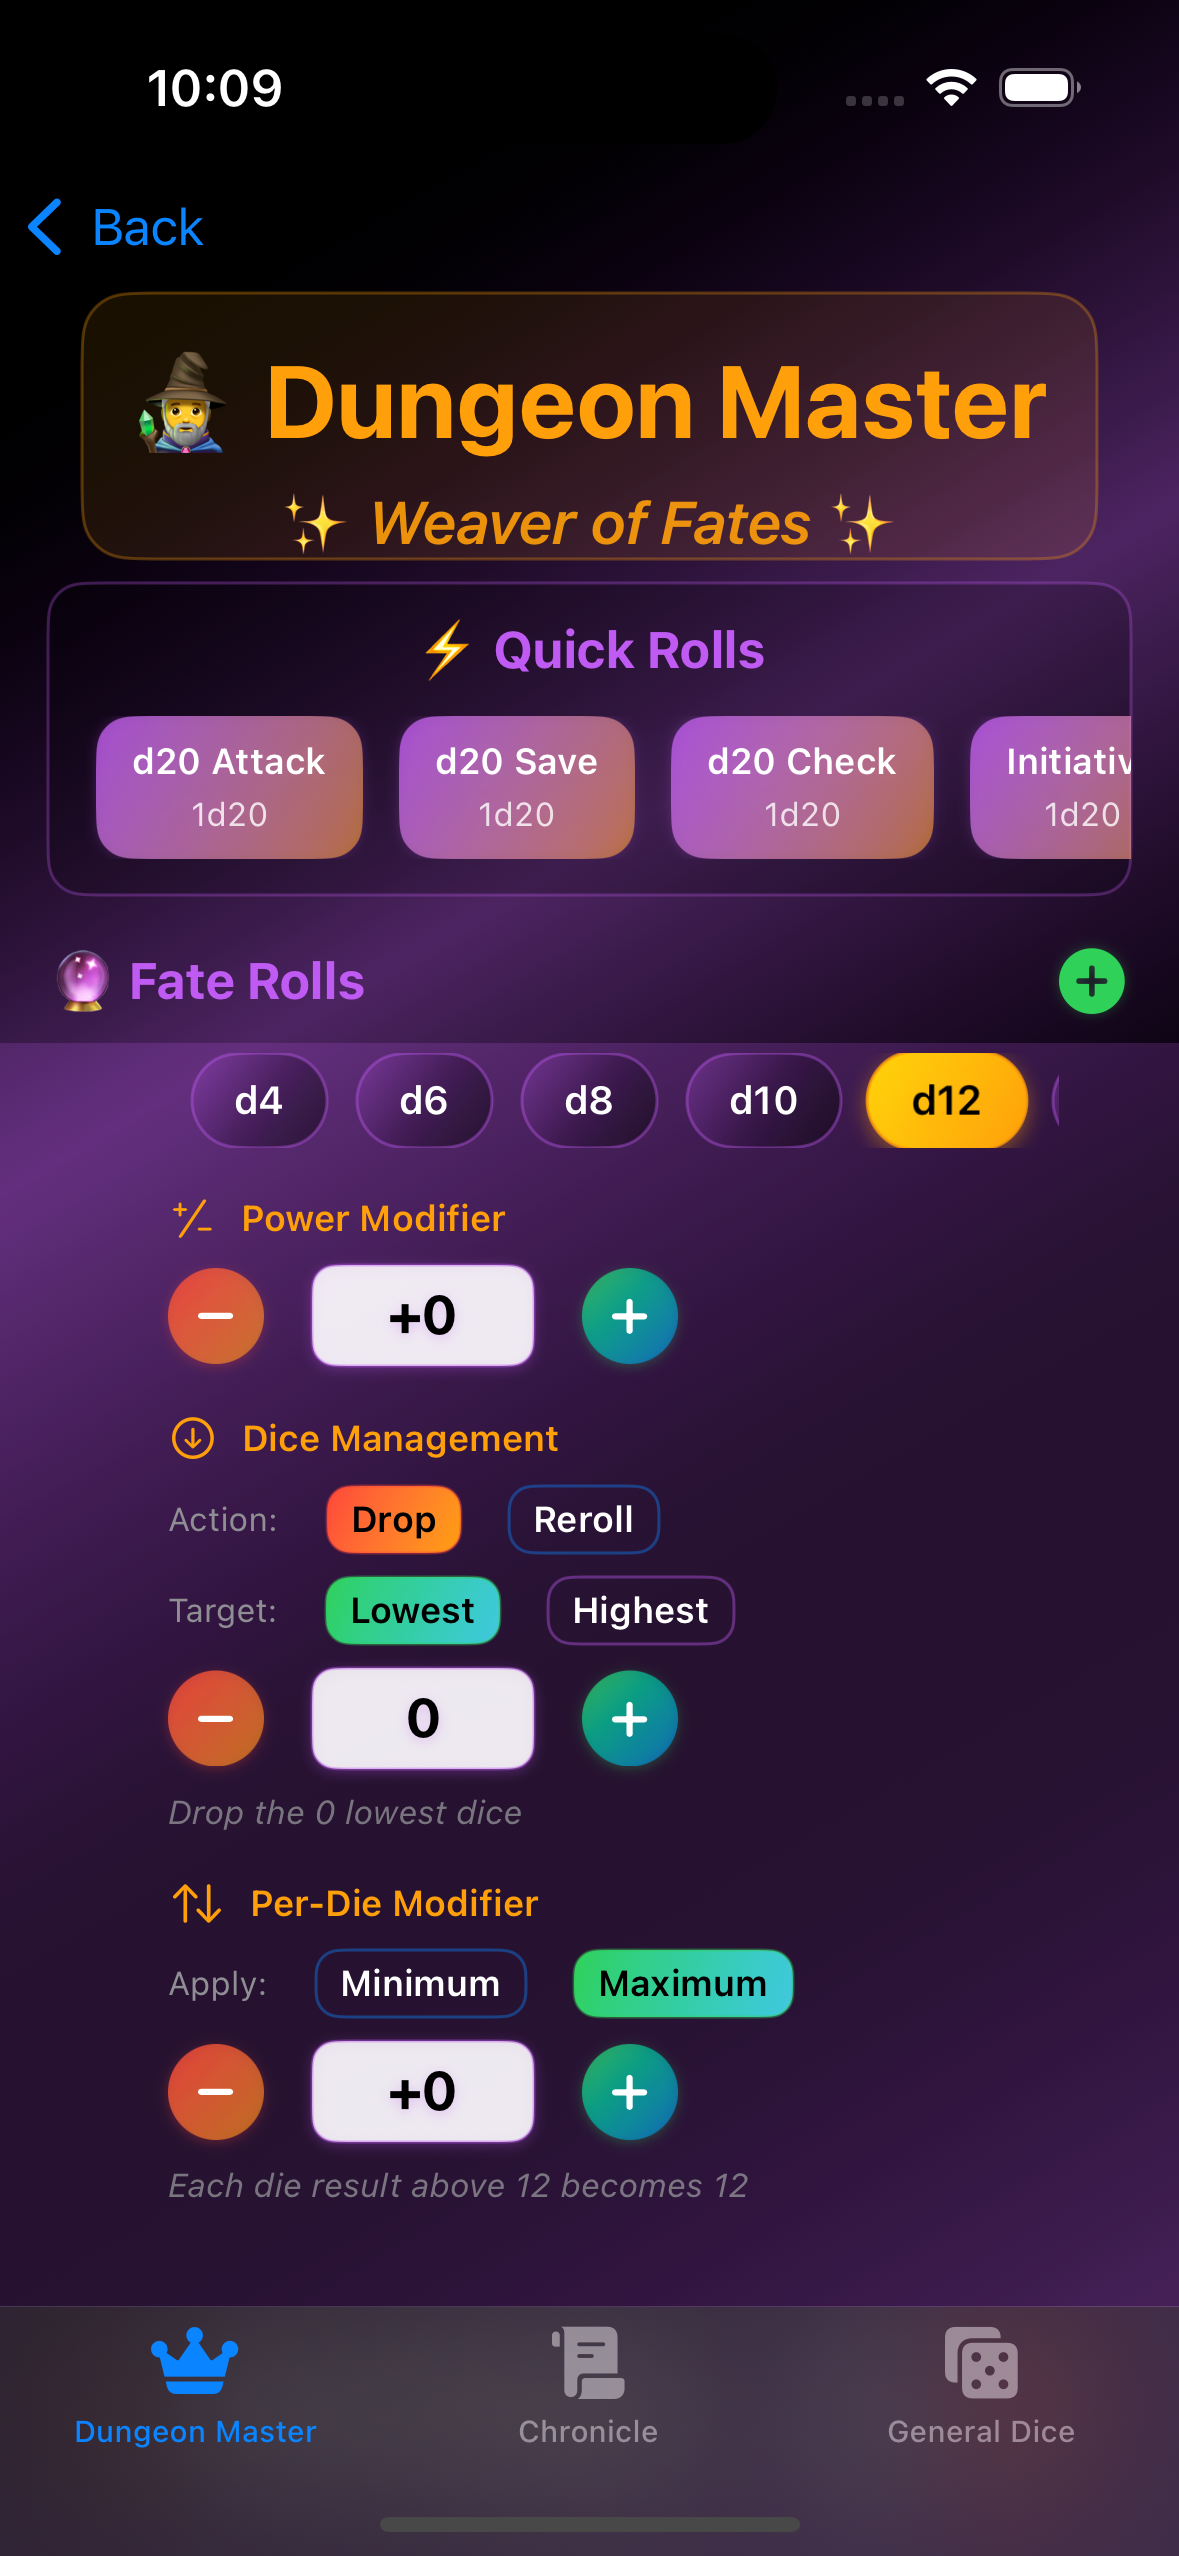 10:09
Back
Dungeon Master
Weaver of Fates
Quick Rolls
d20 Attack
1d20
d20 Save
1d20
d20 Check
1d20
Initiativ
1d20
Fate Rolls
d4
d6
d8
d10
d12
Power Modifier
+0
Dice Management
Action: Drop Reroll
Target: Lowest Highest
0
Drop the 0 lowest dice
Per-Die Modifier
Apply: Minimum Maximum
+0
Each die result above 12 becomes 12
Dungeon Master
Chronicle
General Dice